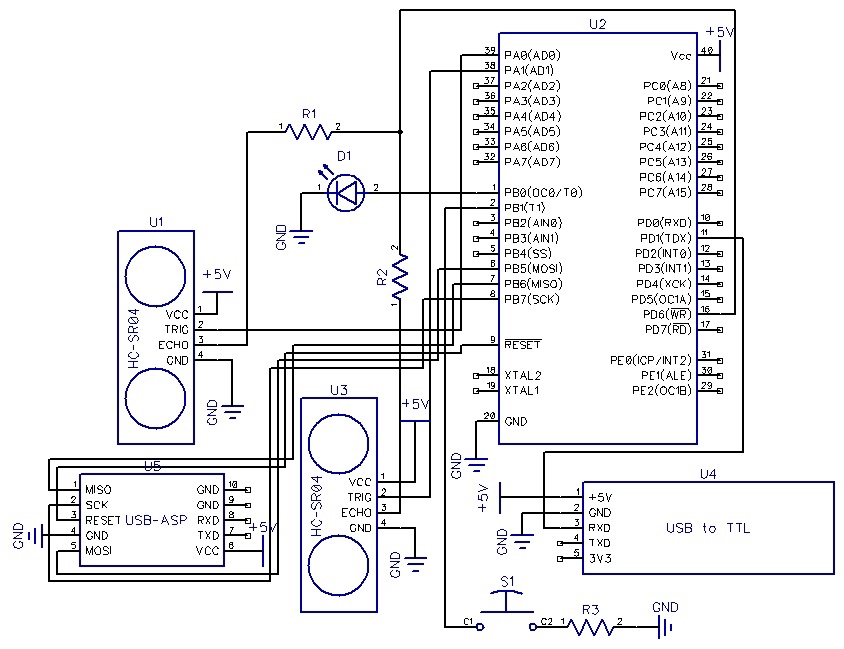 U2
+5V
39 PA0(AD0) Vcc 40
38 PA1(AD1)
37 PA2(AD2) PC0(A8) 21
36 PA3(AD3) PC1(A9) 22
35 PA4(AD4) PC2(A10) 23
34 PA5(AD5) PC3(A11) 24
33 PA6(AD6) PC4(A12) 25
32 PA7(AD7) PC5(A13) 26
PC6(A14) 27
1 PB0(OC0/T0) PC7(A15) 28
2 PB1(T1)
3 PB2(AIN0) PD0(RXD) 10
4 PB3(AIN1) PD1(TDX) 11
5 PB4(SS) PD2(INT0) 12
6 PB5(MOSI) PD3(INT1) 13
7 PB6(MISO) PD4(XCK) 14
8 PB7(SCK) PD5(OC1A) 15
PD6(WR) 16
PD7(RD) 17
9 RESET
PE0(ICP/INT2) 31
18 XTAL2 PE1(ALE) 30
19 XTAL1 PE2(OC1B) 29
20 GND
GND
R1
1 2
D1
1 2
GND
R2
2
1
U1
HC-SR04
+5V
VCC 1
TRIG 2
ECHO 3
GND 4
GND
U3
HC-SR04
+5V
VCC 1
TRIG 2
ECHO 3
GND 4
GND
U5
USB-ASP
1 MISO GND 10
2 SCK GND 9
3 RESET RXD 8
4 GND TXD 7
5 MOSI VCC 6
GND
+5V
U4
USB to TTL
+5V
1 +5V
2 GND
3 RXD
4 TXD
5 3V3
GND
S1
C1 C2
R3
1 2
GND